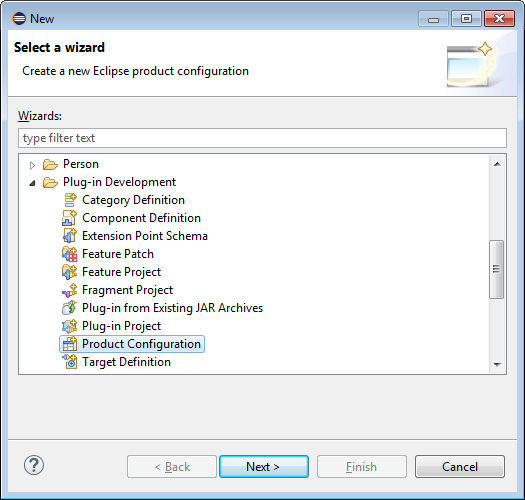 New
Select a wizard
Create a new Eclipse product configuration
Wizards:
type filter text
Person
Plug-in Development
Category Definition
Component Definition
Extension Point Schema
Feature Patch
Feature Project
Fragment Project
Plug-in from Existing JAR Archives
Plug-in Project
Product Configuration
Target Definition
< Back Next > Finish Cancel